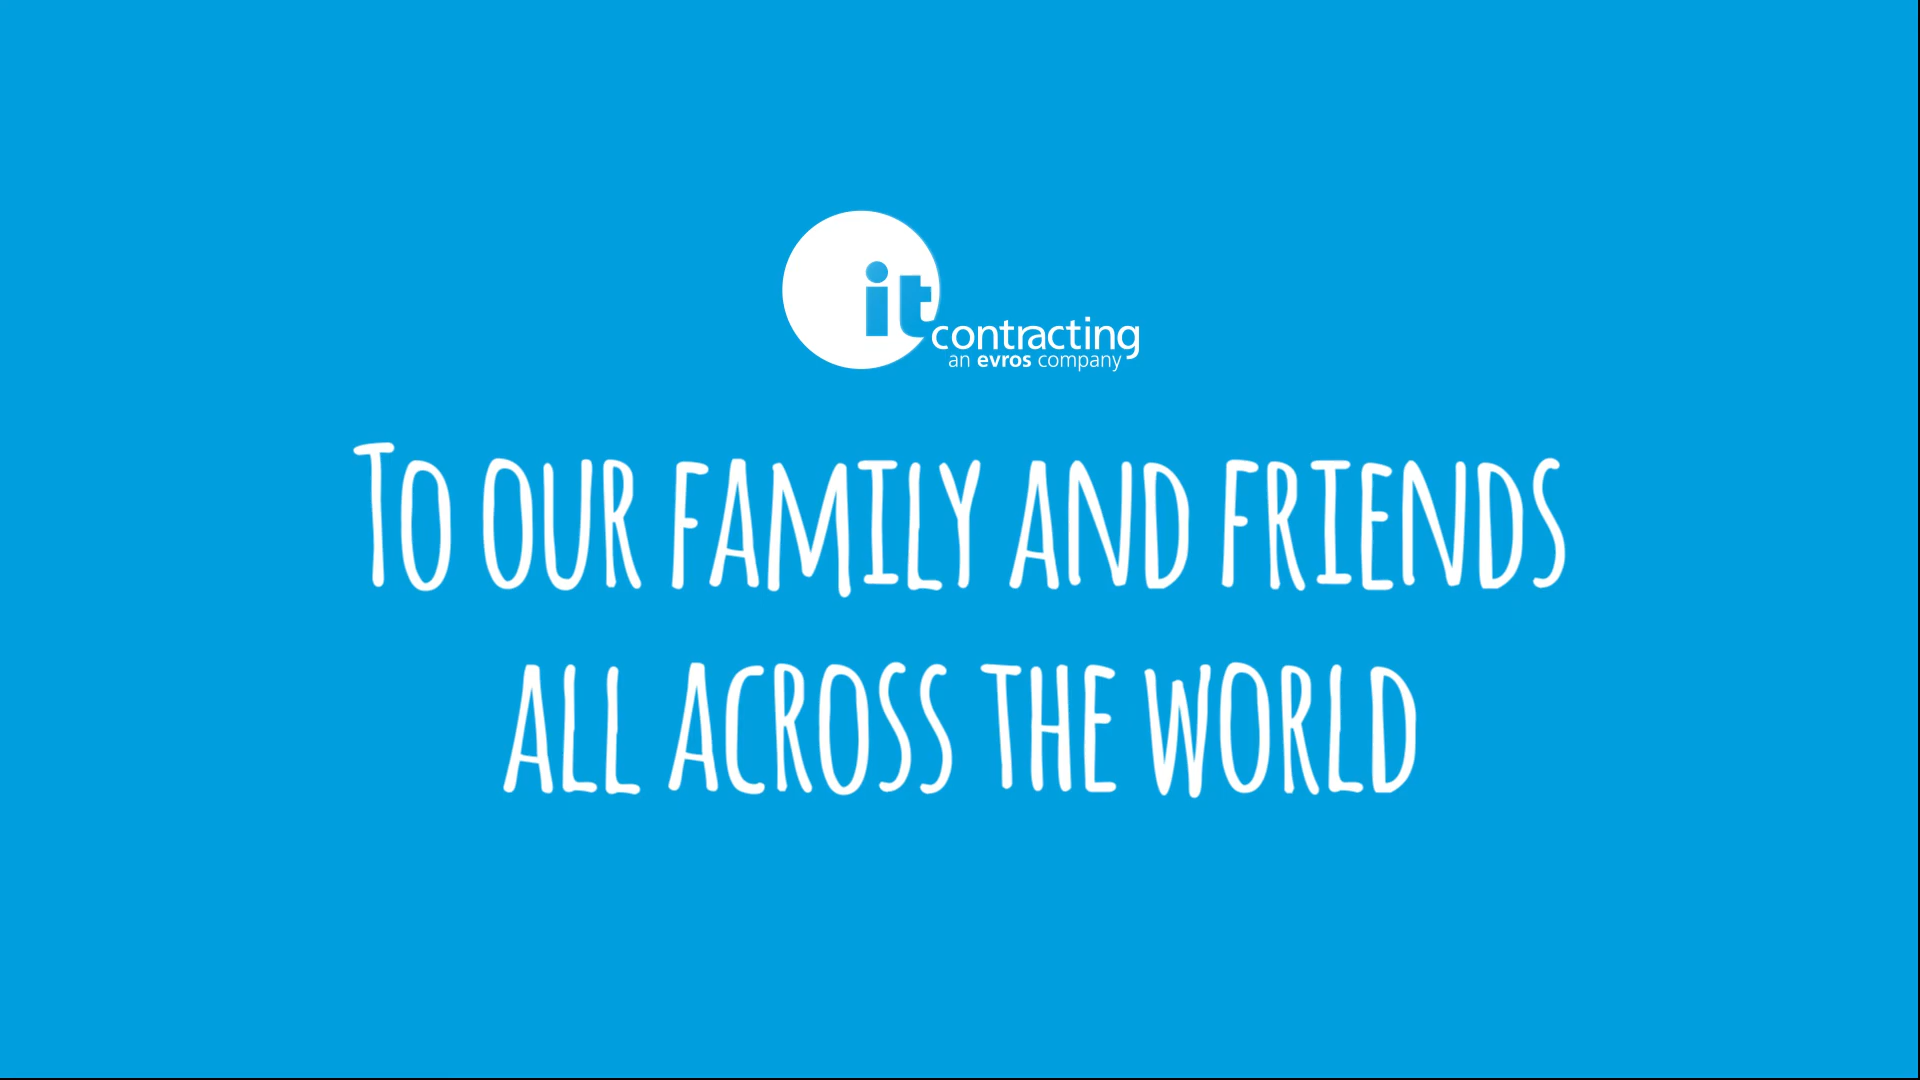 it
contracting
an evros company
TO OUR FAMILY AND FRIENDS
ALL ACROSS THE WORLD